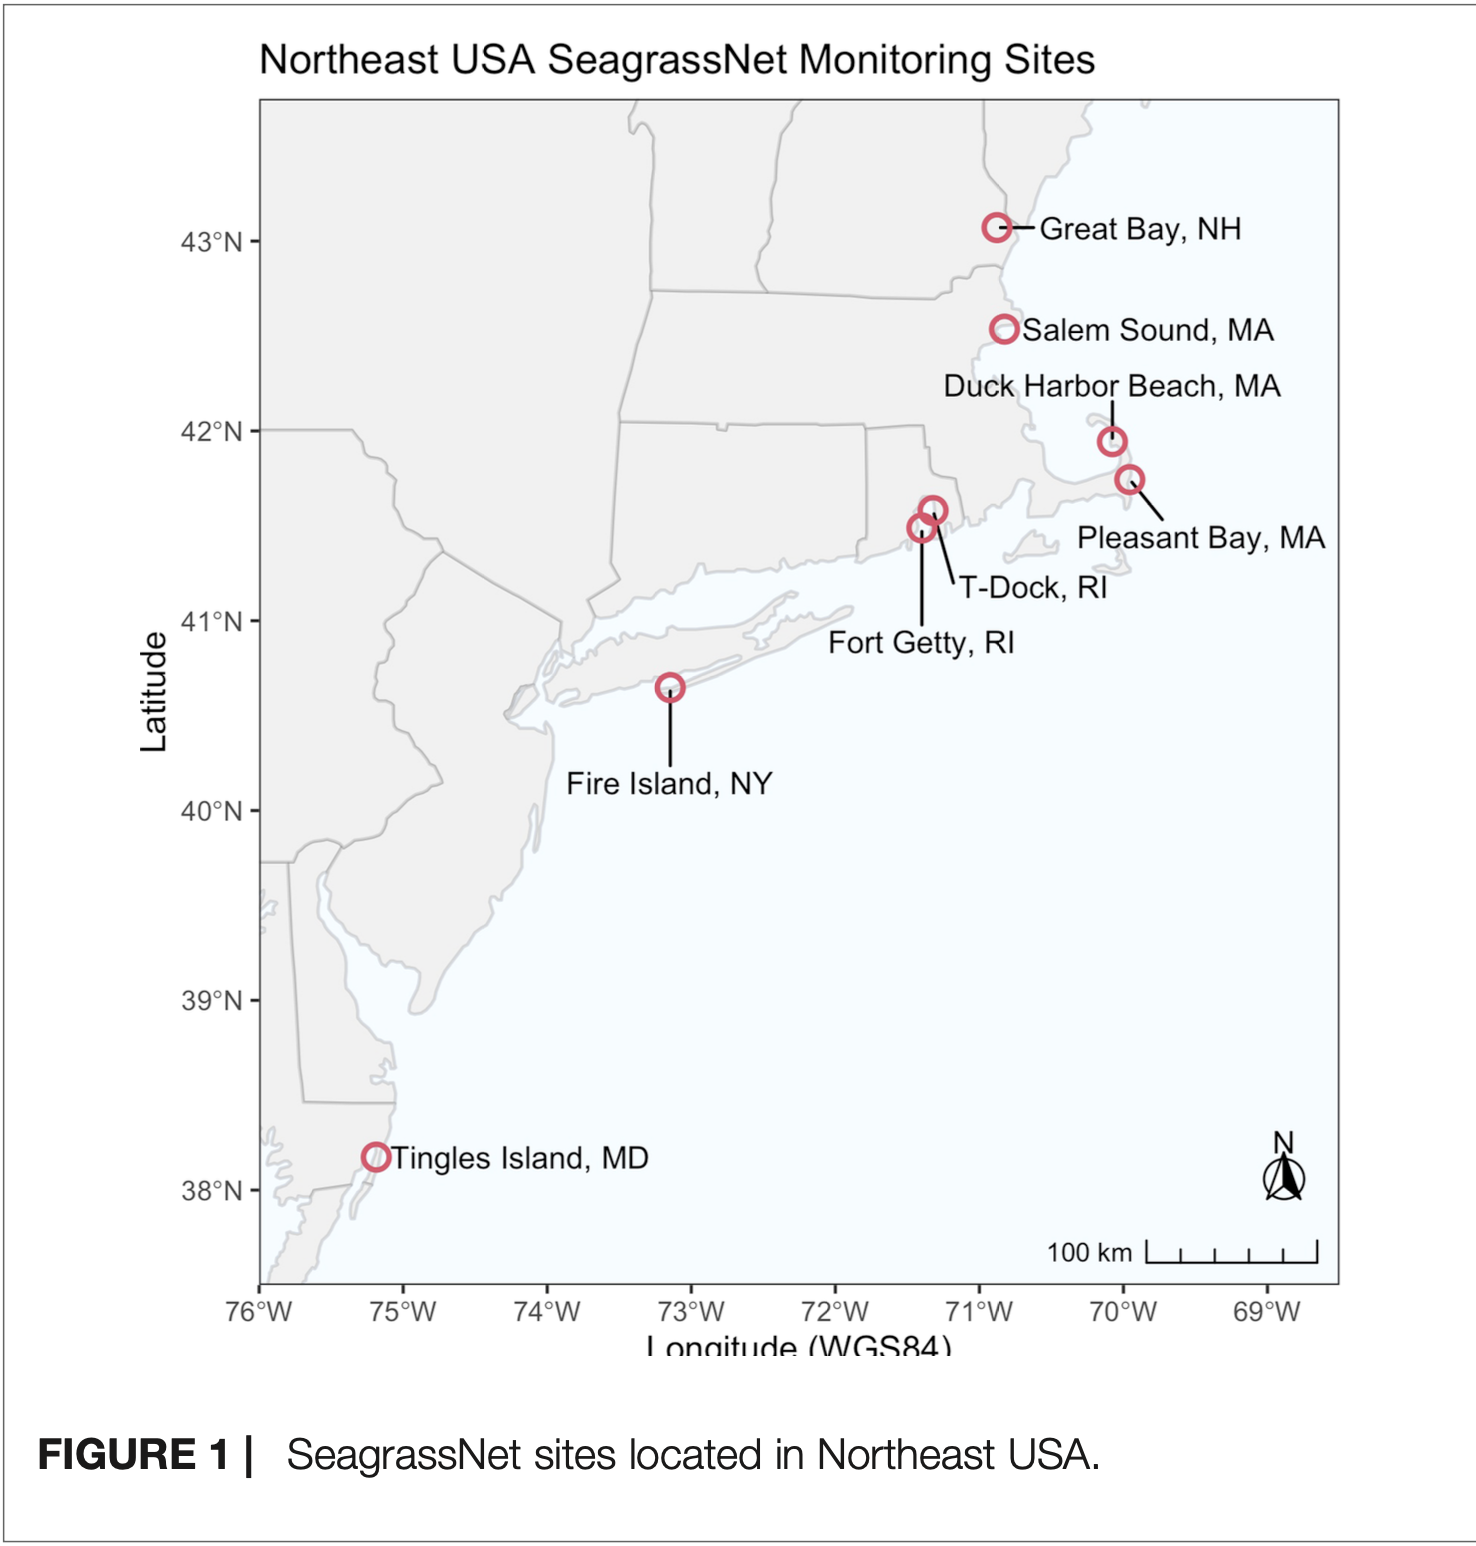 Northeast USA SeagrassNet Monitoring Sites
43°N
Great Bay, NH
Salem Sound, MA
Duck Harbor Beach, MA
42°N
Pleasant Bay, MA
T-Dock, RI
41°N
Fort Getty, RI
Latitude
Fire Island, NY
40°N
39°N
Tingles Island, MD
N
38°N
100 km
76°W 75°W 74°W 73°W 72°W 71°W 70°W 69°W
Longitude (WGS84)
FIGURE 1 | SeagrassNet sites located in Northeast USA.